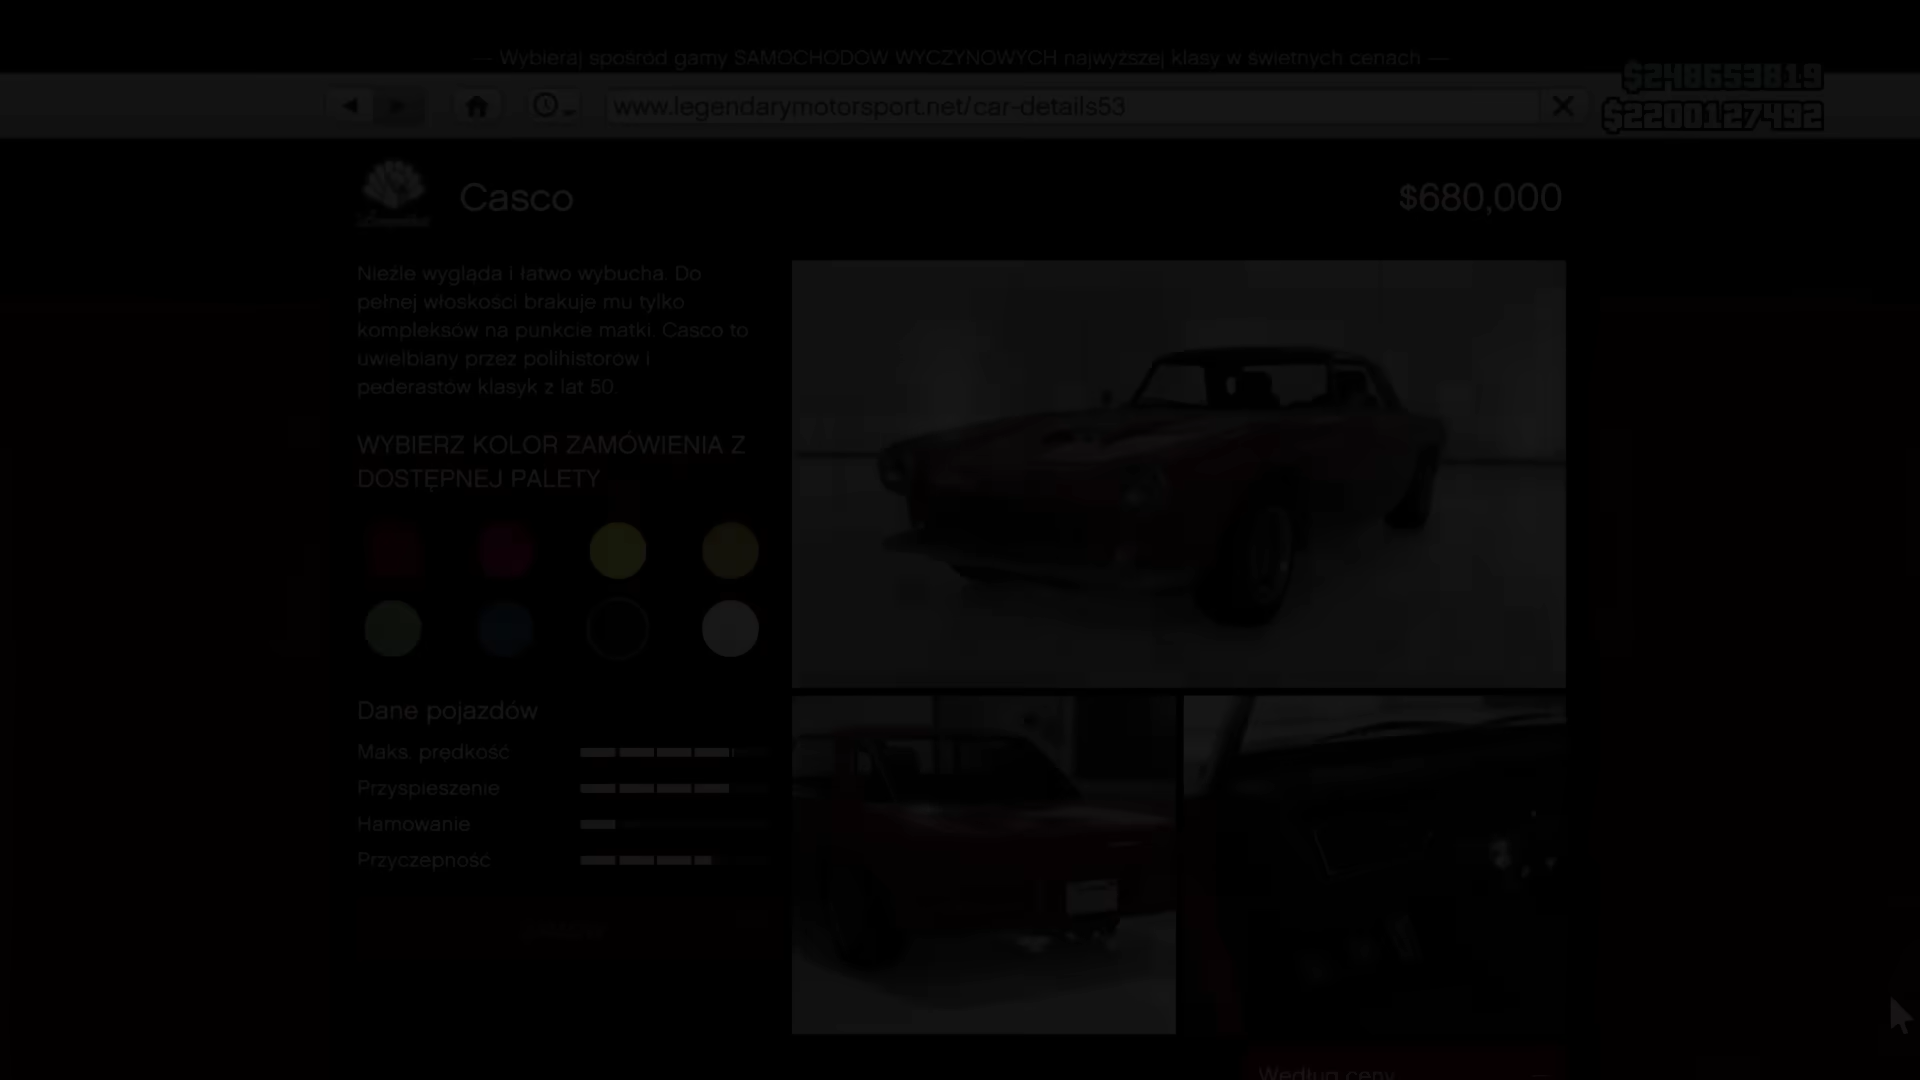 — Wybieraj spośród gamy SAMOCHODÓW WYCZYNOWYCH najwyższej klasy w świetnych cenach —
www.legendarymotorsport.net/car-details53
$248653819
$2200127492
Casco
$680,000
Nieźle wygląda i łatwo wybucha. Do
pełnej włoskości brakuje mu tylko
kompleksów na punkcie matki. Casco to
uwielbiany przez polihistorów i
pederastów klasyk z lat 50.
WYBIERZ KOLOR ZAMÓWIENIA Z
DOSTĘPNEJ PALETY
Dane pojazdów
Maks. prędkość
Przyspieszenie
Hamowanie
Przyczepność
Według ceny